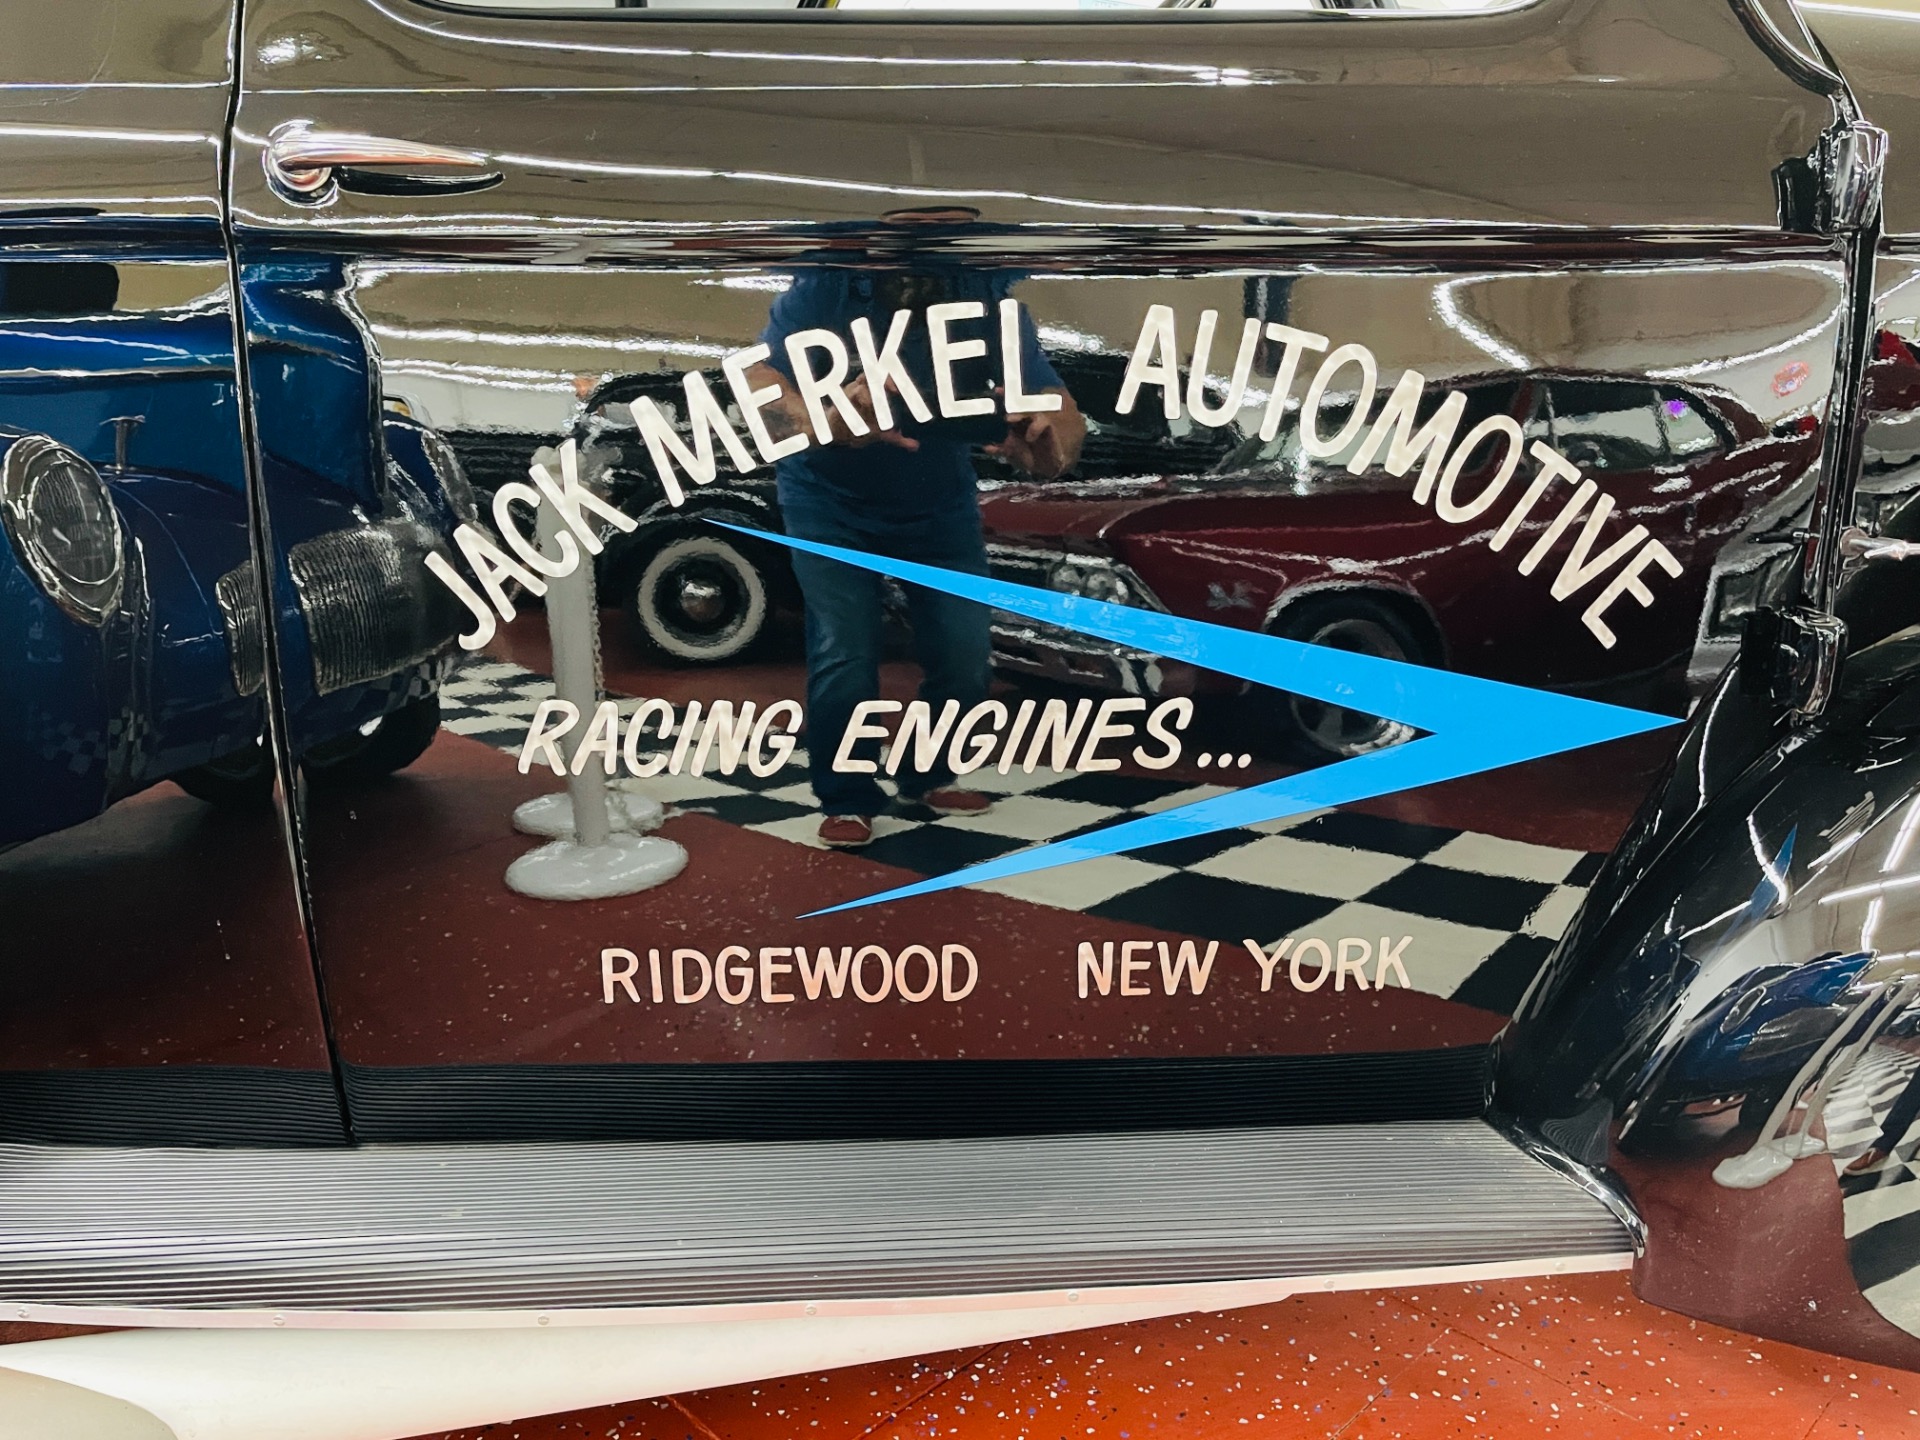 JACK MERKEL AUTOMOTIVE
RACING ENGINES...
RIDGEWOOD NEW YORK